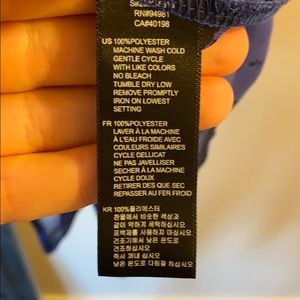 RN#94981
CA#40198
US 100%POLYESTER
MACHINE WASH COLD
GENTLE CYCLE
WITH LIKE COLORS
NO BLEACH
TUMBLE DRY LOW
REMOVE PROMPTLY
IRON ON LOWEST
SETTING
FR 100%POLYESTER
LAVER À LA MACHINE
À L'EAU FROIDE AVEC
COULEURS SIMILAIRES
CYCLE DELLICAT
NE PAS JAVELLISER
SECHER À LA MACHINE
CYCLE DOUX
RETIRER DES QUE
REPASSER AU BAS
KR 100%폴리에스터
찬물에서 비슷한 색상과
같이 약하게 세탁하십시오
표백제를 사용하지 마십시오
건조기에서 낮은 온도로
건조하십시오
즉시 꺼내 십시오
낮은 온도로 다림질 하십시오